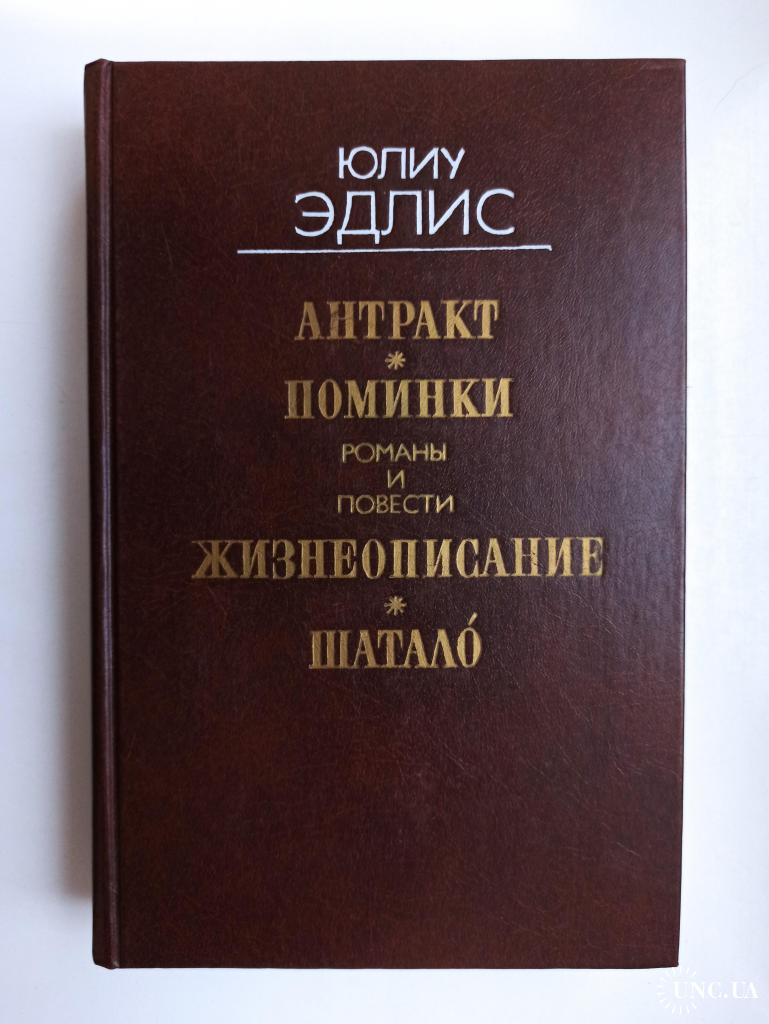 ЮЛИУ
ЭДЛИС
АНТРАКТ
*
ПОМИНКИ
РОМАНЫ
И
ПОВЕСТИ
ЖИЗНЕОПИСАНИЕ
*
ШАТАЛÓ
UNC.UA